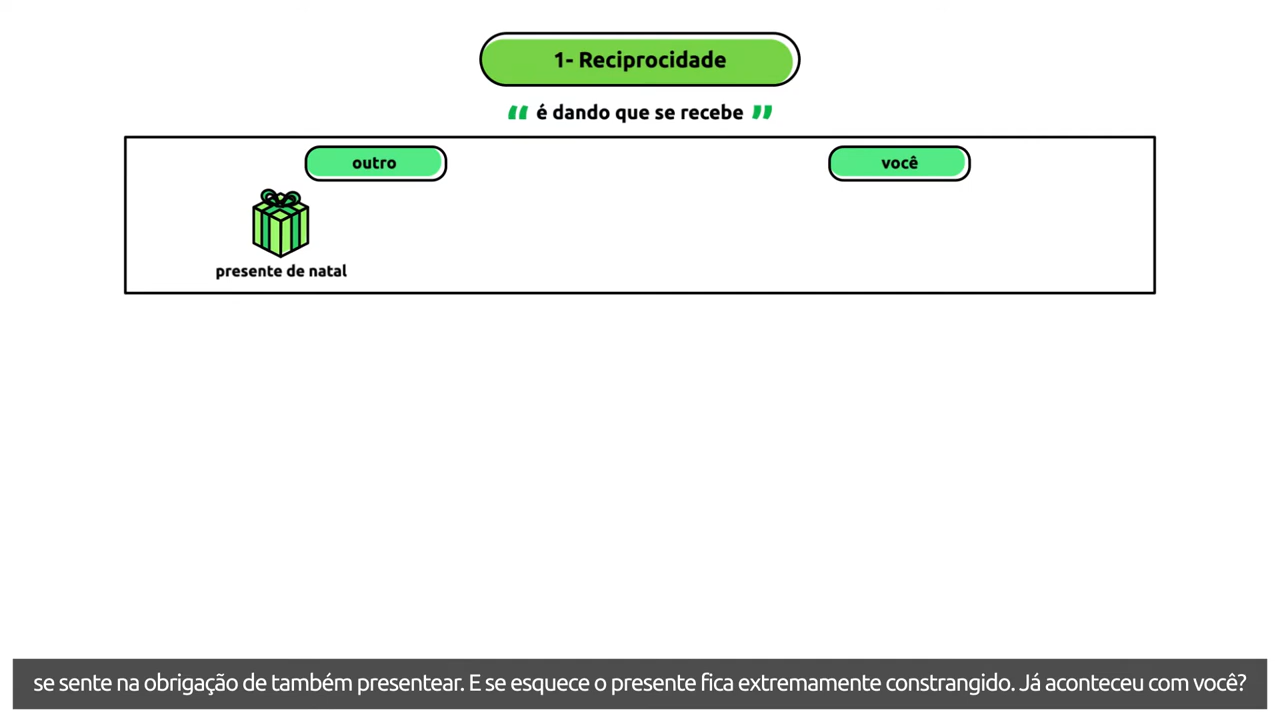 1- Reciprocidade
“ é dando que se recebe ”
outro
você
presente de natal
se sente na obrigação de também presentear. E se esquece o presente fica extremamente constrangido. Já aconteceu com você?